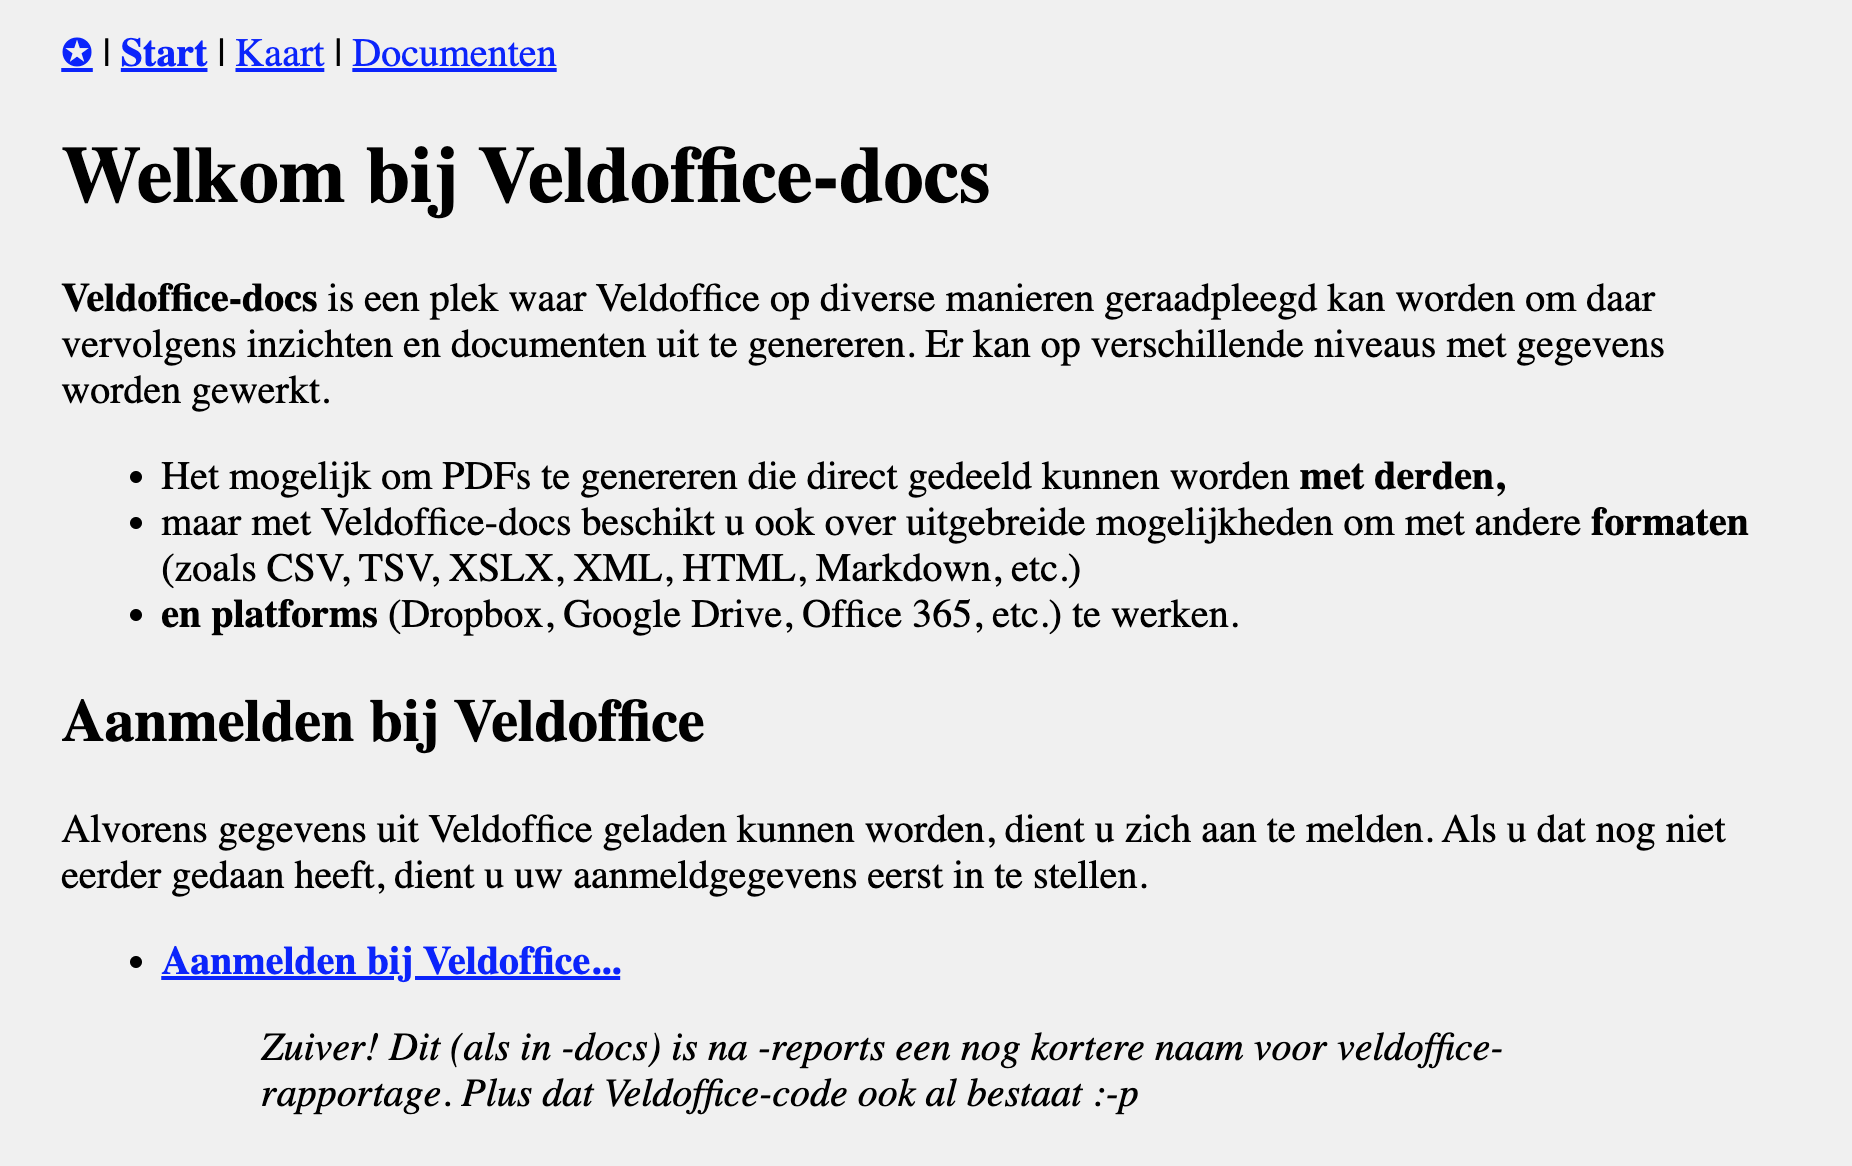 ✪ | Start | Kaart | Documenten
Welkom bij Veldoffice-docs
Veldoffice-docs is een plek waar Veldoffice op diverse manieren geraadpleegd kan worden om daar
vervolgens inzichten en documenten uit te genereren. Er kan op verschillende niveaus met gegevens
worden gewerkt.
• Het mogelijk om PDFs te genereren die direct gedeeld kunnen worden met derden,
• maar met Veldoffice-docs beschikt u ook over uitgebreide mogelijkheden om met andere formaten
(zoals CSV, TSV, XSLX, XML, HTML, Markdown, etc.)
• en platforms (Dropbox, Google Drive, Office 365, etc.) te werken.
Aanmelden bij Veldoffice
Alvorens gegevens uit Veldoffice geladen kunnen worden, dient u zich aan te melden. Als u dat nog niet
eerder gedaan heeft, dient u uw aanmeldgegevens eerst in te stellen.
• Aanmelden bij Veldoffice...
Zuiver! Dit (als in -docs) is na -reports een nog kortere naam voor veldoffice-
rapportage. Plus dat Veldoffice-code ook al bestaat :-p